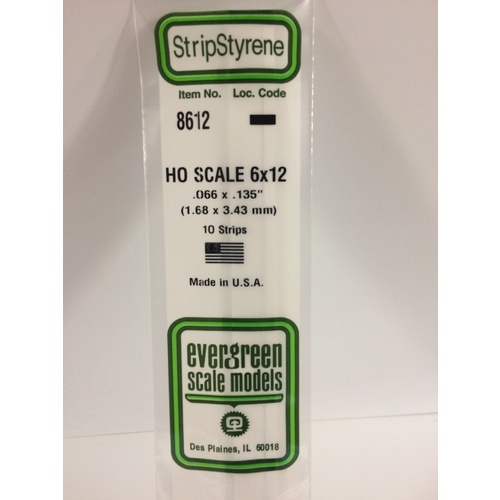 StripStyrene
Item No. Loc. Code
8612
HO SCALE 6x12
.066 x .135"
(1.68 x 3.43 mm)
10 Strips
Made in U.S.A.
evergreen
scale models
Des Plaines, IL 60018